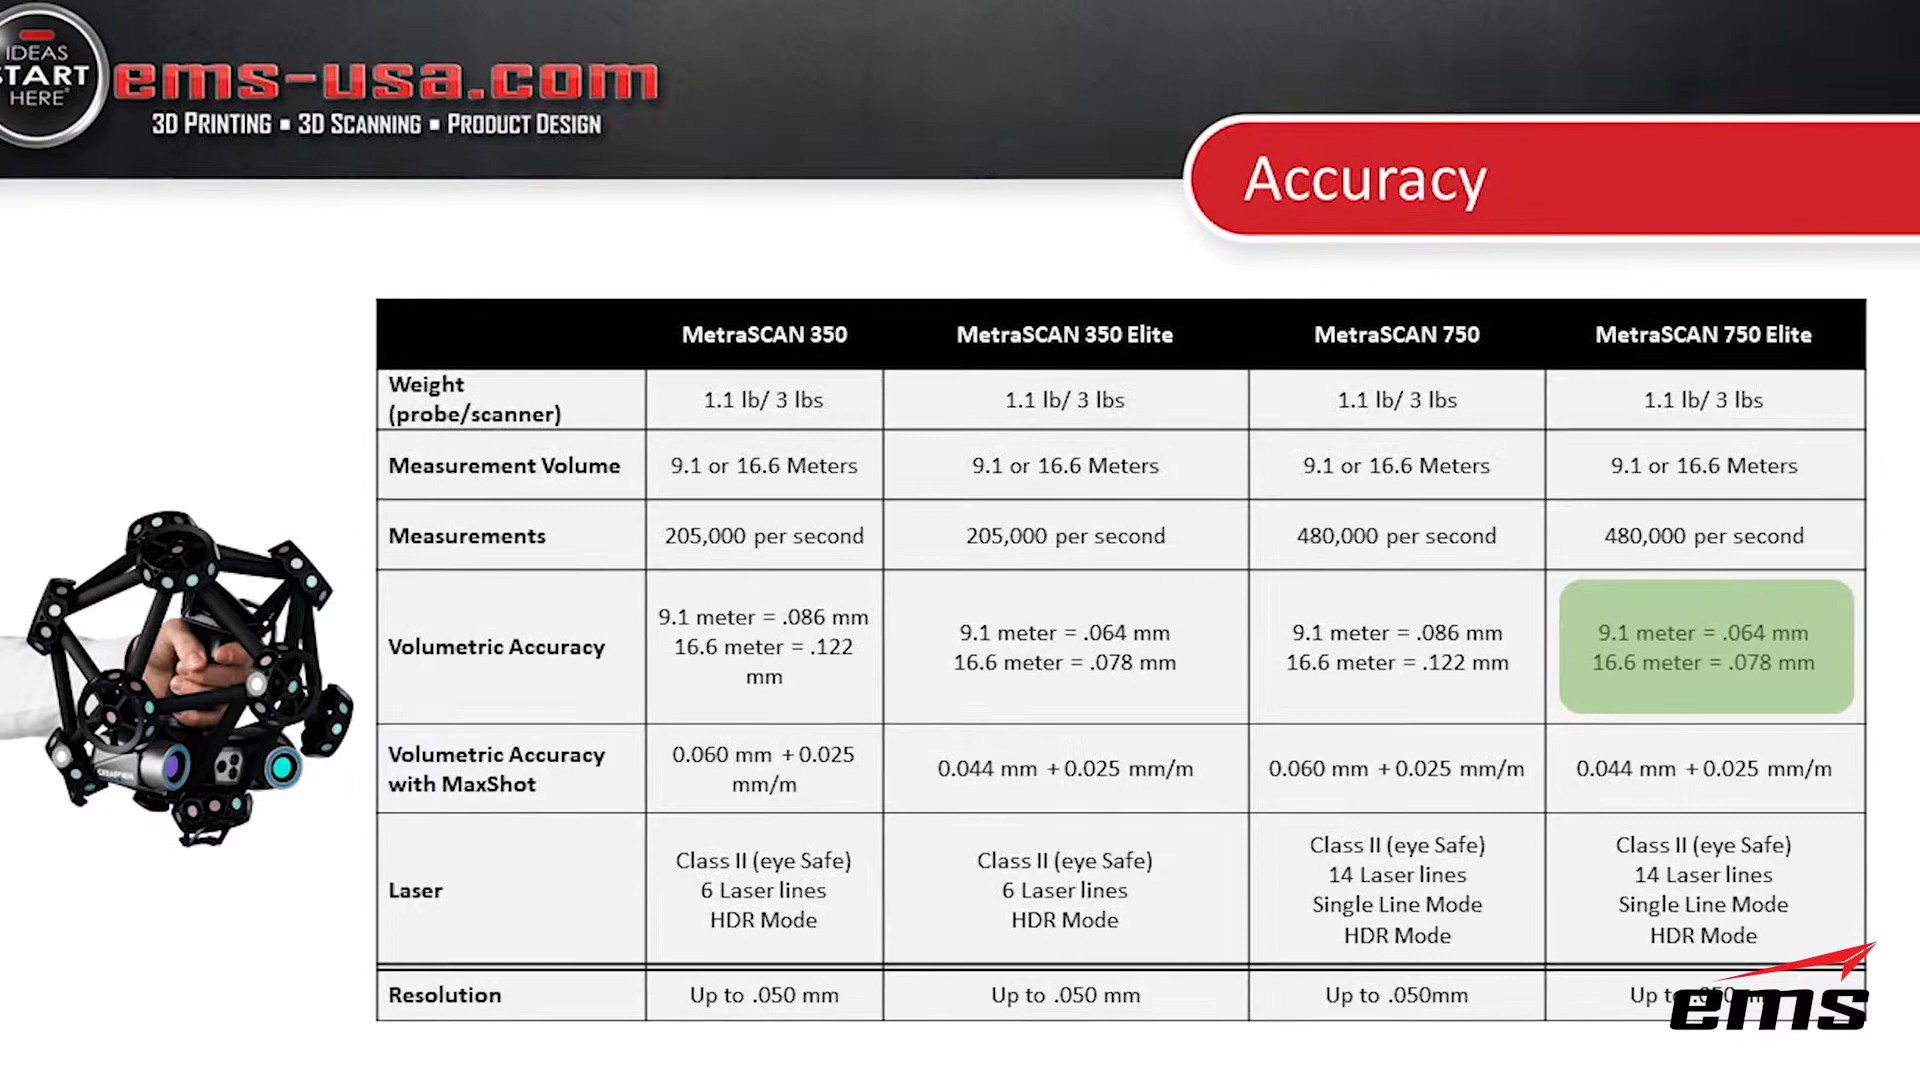 IDEAS
START
HERE
ems-usa.com
3D PRINTING ▪ 3D SCANNING ▪ PRODUCT DESIGN
Accuracy
MetraSCAN 350 MetraSCAN 350 Elite MetraSCAN 750 MetraSCAN 750 Elite
Weight
(probe/scanner) 1.1 lb/ 3 lbs 1.1 lb/ 3 lbs 1.1 lb/ 3 lbs 1.1 lb/ 3 lbs
Measurement Volume 9.1 or 16.6 Meters 9.1 or 16.6 Meters 9.1 or 16.6 Meters 9.1 or 16.6 Meters
Measurements 205,000 per second 205,000 per second 480,000 per second 480,000 per second
Volumetric Accuracy
9.1 meter = .086 mm
16.6 meter = .122
mm
9.1 meter = .064 mm
16.6 meter = .078 mm
9.1 meter = .086 mm
16.6 meter = .122 mm
9.1 meter = .064 mm
16.6 meter = .078 mm
Volumetric Accuracy
with MaxShot
0.060 mm + 0.025
mm/m
0.044 mm + 0.025 mm/m
0.060 mm + 0.025 mm/m
0.044 mm + 0.025 mm/m
Laser
Class II (eye Safe)
6 Laser lines
HDR Mode
Class II (eye Safe)
6 Laser lines
HDR Mode
Class II (eye Safe)
14 Laser lines
Single Line Mode
HDR Mode
Class II (eye Safe)
14 Laser lines
Single Line Mode
HDR Mode
Resolution Up to .050 mm Up to .050 mm Up to .050mm Up
ems